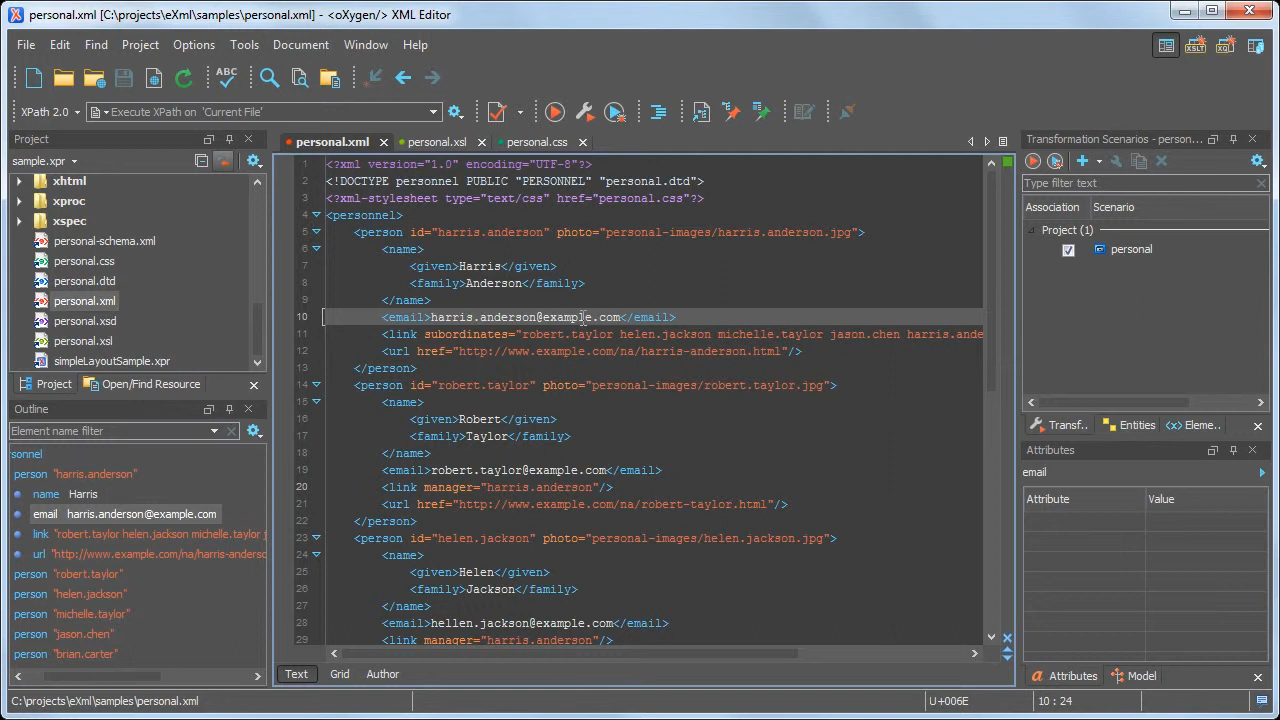 personal.xml [C:\projects\eXml\samples\personal.xml] - <oXygen/> XML Editor
File Edit Find Project Options Tools Document Window Help
XSLT XQ
ABC
XPath 2.0 Execute XPath on 'Current File'
Project
sample.xpr
xhtml
xproc
xspec
personal-schema.xml
personal.css
personal.dtd
personal.xml
personal.xsd
personal.xsl
simpleLayoutSample.xpr
Project Open/Find Resource
Outline
Element name filter
sonnel
person "harris.anderson"
name Harris
email harris.anderson@example.com
link "robert.taylor helen.jackson michelle.taylor j
url "http://www.example.com/na/harris-anderso
person "robert.taylor"
person "helen.jackson"
person "michelle.taylor"
person "jason.chen"
person "brian.carter"
personal.xml personal.xsl personal.css
1 <?xml version="1.0" encoding="UTF-8"?>
2 <!DOCTYPE personnel PUBLIC "PERSONNEL" "personal.dtd">
3 <?xml-stylesheet type="text/css" href="personal.css"?>
4 <personnel>
5 <person id="harris.anderson" photo="personal-images/harris.anderson.jpg">
6 <name>
7 <given>Harris</given>
8 <family>Anderson</family>
9 </name>
10 <email>harris.anderson@example.com</email>
11 <link subordinates="robert.taylor helen.jackson michelle.taylor jason.chen harris.ande
12 <url href="http://www.example.com/na/harris-anderson.html"/>
13 </person>
14 <person id="robert.taylor" photo="personal-images/robert.taylor.jpg">
15 <name>
16 <given>Robert</given>
17 <family>Taylor</family>
18 </name>
19 <email>robert.taylor@example.com</email>
20 <link manager="harris.anderson"/>
21 <url href="http://www.example.com/na/robert-taylor.html"/>
22 </person>
23 <person id="helen.jackson" photo="personal-images/helen.jackson.jpg">
24 <name>
25 <given>Helen</given>
26 <family>Jackson</family>
27 </name>
28 <email>hellen.jackson@example.com</email>
29 <link manager="harris.anderson"/>
Text Grid Author
Transformation Scenarios - person...
Type filter text
Association Scenario
Project (1)
personal
Transf... Entities <x> Eleme...
Attributes
email
Attribute Value
a Attributes Model
C:\projects\eXml\samples\personal.xml U+006E 10 : 24